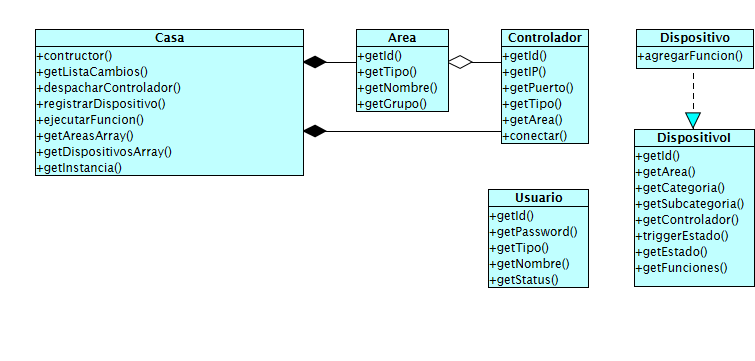 Casa
+contructor()
+getListaCambios()
+despacharControlador()
+registrarDispositivo()
+ejecutarFuncion()
+getAreasArray()
+getDispositivosArray()
+getInstancia()
Area
+getId()
+getTipo()
+getNombre()
+getGrupo()
Controlador
+getId()
+getIP()
+getPuerto()
+getTipo()
+getArea()
+conectar()
Dispositivo
+agregarFuncion()
DispositivoI
+getId()
+getArea()
+getCategoria()
+getSubcategoria()
+getControlador()
+triggerEstado()
+getEstado()
+getFunciones()
Usuario
+getId()
+getPassword()
+getTipo()
+getNombre()
+getStatus()